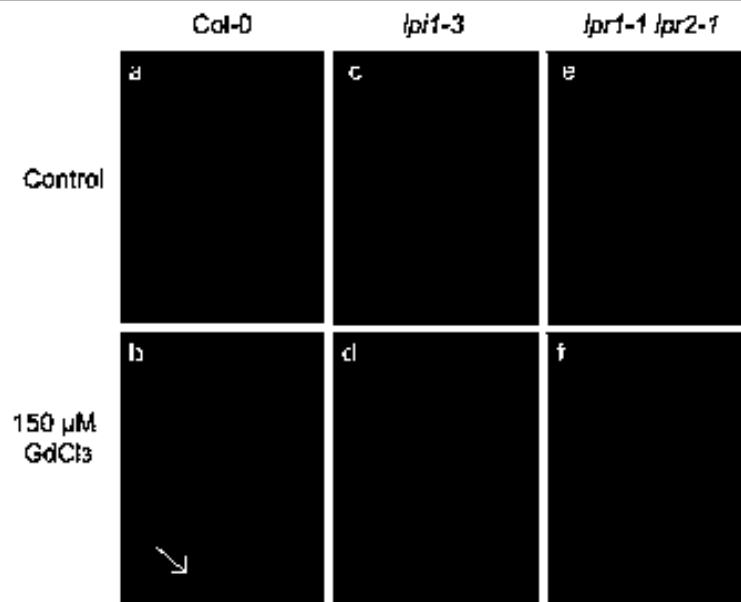 Col-0 lpi1-3 lpr1-1 lpr2-1
a c e
Control
b d f
150 µM
GdCl3